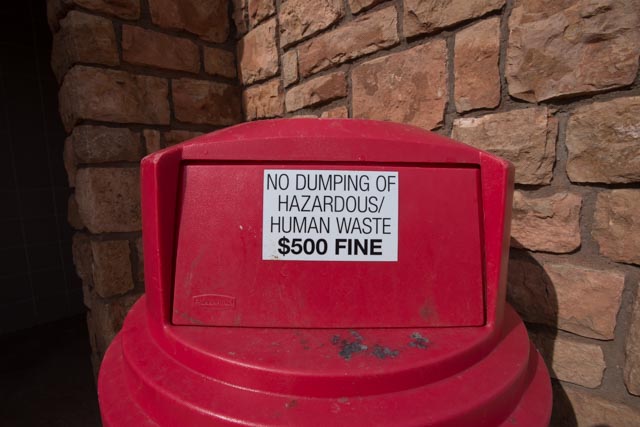 NO DUMPING OF
HAZARDOUS/
HUMAN WASTE
$500 FINE